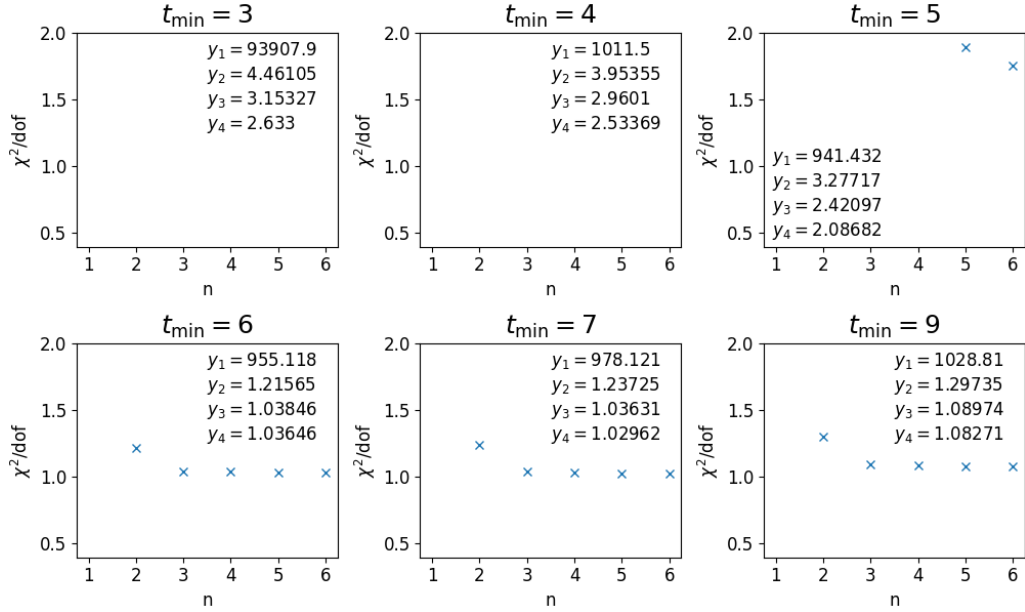 t_min = 3
χ²/dof
2.0
1.5
1.0
0.5
y₁ = 93907.9
y₂ = 4.46105
y₃ = 3.15327
y₄ = 2.633
1 2 3 4 5 6
n
t_min = 4
χ²/dof
2.0
1.5
1.0
0.5
y₁ = 1011.5
y₂ = 3.95355
y₃ = 2.9601
y₄ = 2.53369
1 2 3 4 5 6
n
t_min = 5
χ²/dof
2.0
1.5
1.0
0.5
y₁ = 941.432
y₂ = 3.27717
y₃ = 2.42097
y₄ = 2.08682
1 2 3 4 5 6
n
t_min = 6
χ²/dof
2.0
1.5
1.0
0.5
y₁ = 955.118
y₂ = 1.21565
y₃ = 1.03846
y₄ = 1.03646
1 2 3 4 5 6
n
t_min = 7
χ²/dof
2.0
1.5
1.0
0.5
y₁ = 978.121
y₂ = 1.23725
y₃ = 1.03631
y₄ = 1.02962
1 2 3 4 5 6
n
t_min = 9
χ²/dof
2.0
1.5
1.0
0.5
y₁ = 1028.81
y₂ = 1.29735
y₃ = 1.08974
y₄ = 1.08271
1 2 3 4 5 6
n